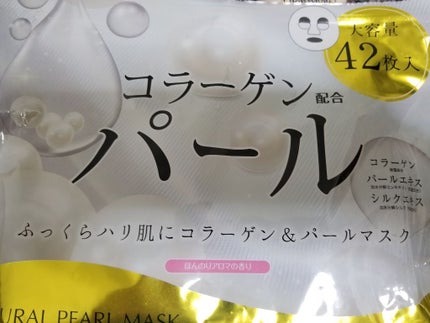 大容量
42枚入
コラーゲン配合
パール
コラーゲン
パールエキス
シルクエキス
ふっくらハリ肌にコラーゲン&パールマスク
ほんのりアロマの香り
URAL PEARL MASK